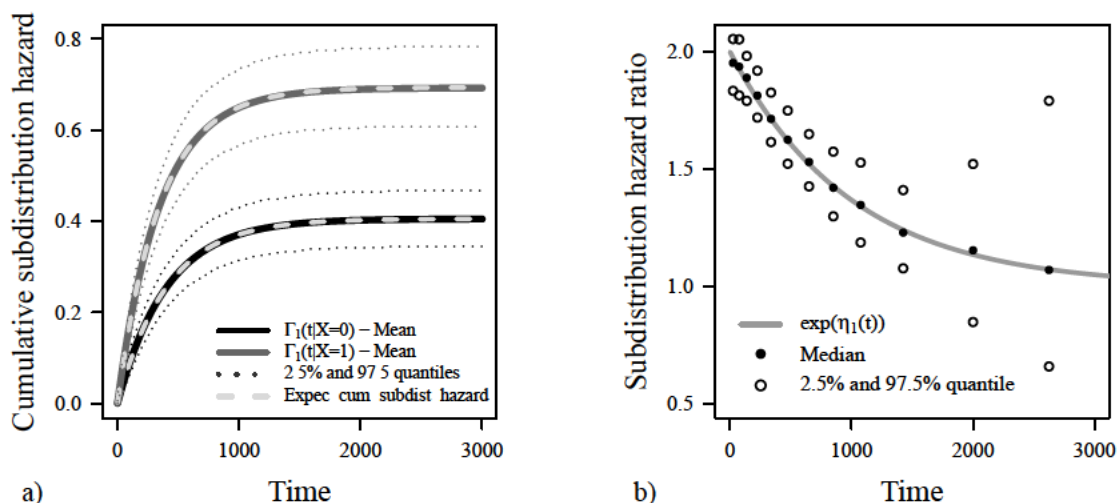 Cumulative subdistribution hazard
0.8
0.6
0.4
0.2
0.0
Γ₁(t|X=0) – Mean
Γ₁(t|X=1) – Mean
2 5% and 97 5 quantiles
Expec cum subdist hazard
0 1000 2000 3000
a) Time
Subdistribution hazard ratio
2.0
1.5
1.0
0.5
exp(η₁(t))
Median
2.5% and 97.5% quantile
0 1000 2000 3000
b) Time